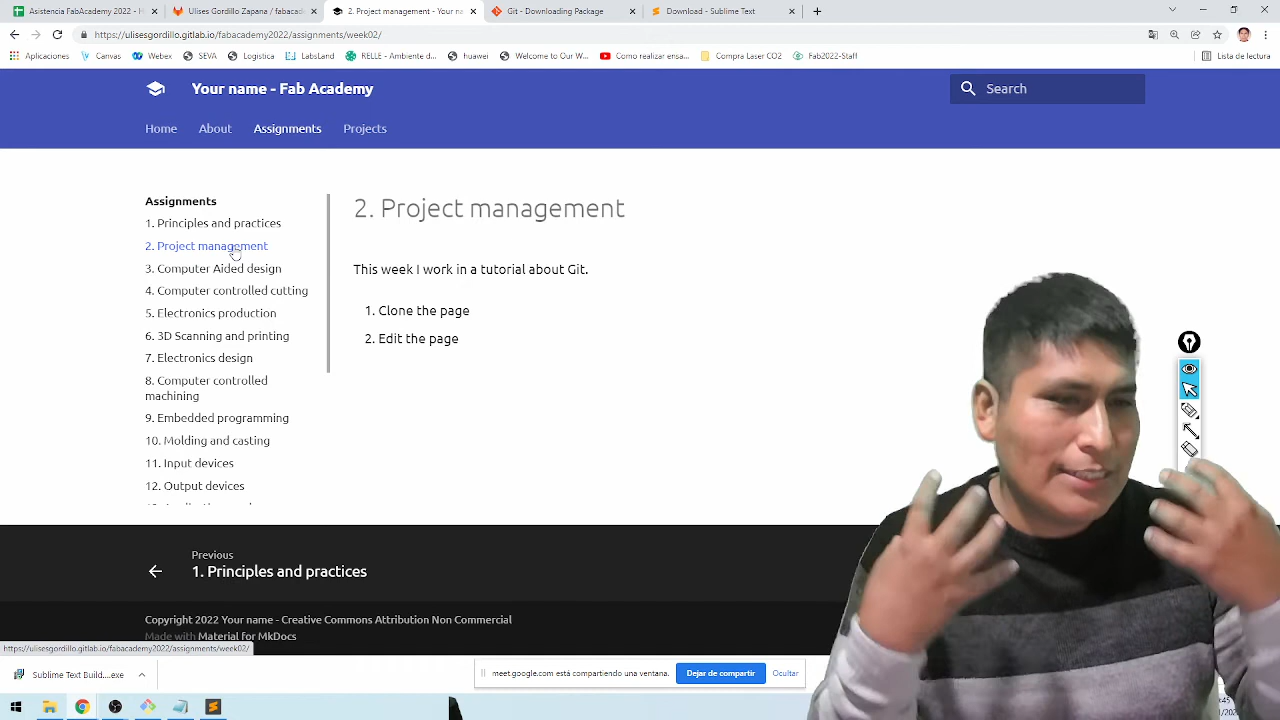 Asistencia FabAcademy 2022 - H
Ulises Gordillo Zapana / fabacad
2. Project management - Your na
Git - Downloading Package
Download - Sublime Text
https://ulisesgordillo.gitlab.io/fabacademy2022/assignments/week02/
Aplicaciones
Canvas
Webex
SEVA
Logistica
Labsland
RELLE - Ambiente d...
huawei
Welcome to Our W...
Como realizar ensa...
Compra Laser CO2
Fab2022-Staff
Lista de lectura
Your name - Fab Academy
Search
Home
About
Assignments
Projects
Assignments
1. Principles and practices
2. Project management
3. Computer Aided design
4. Computer controlled cutting
5. Electronics production
6. 3D Scanning and printing
7. Electronics design
8. Computer controlled
machining
9. Embedded programming
10. Molding and casting
11. Input devices
12. Output devices
2. Project management
This week I work in a tutorial about Git.
1. Clone the page
2. Edit the page
Previous
1. Principles and practices
Copyright 2022 Your name - Creative Commons Attribution Non Commercial
Made with Material for MkDocs
https://ulisesgordillo.gitlab.io/fabacademy2022/assignments/week02/
Sublime Text Build....exe
meet.google.com está compartiendo una ventana.
Dejar de compartir
Ocultar